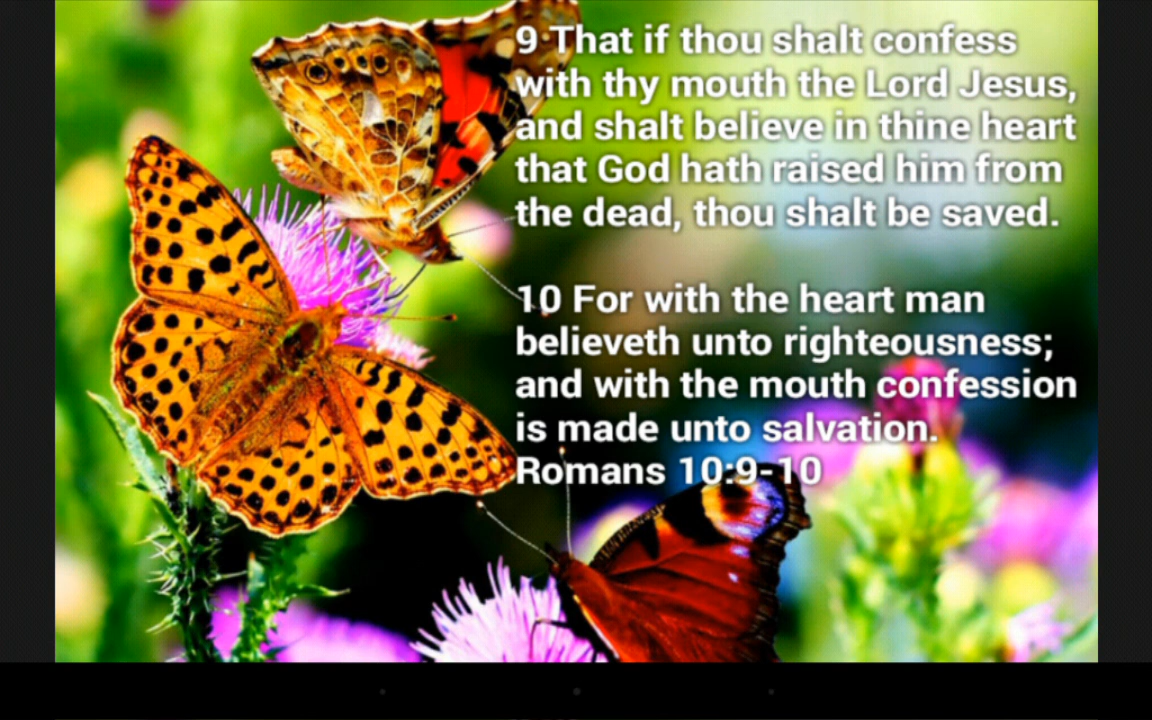 9 That if thou shalt confess
with thy mouth the Lord Jesus,
and shalt believe in thine heart
that God hath raised him from
the dead, thou shalt be saved.
10 For with the heart man
believeth unto righteousness;
and with the mouth confession
is made unto salvation.
Romans 10:9-10